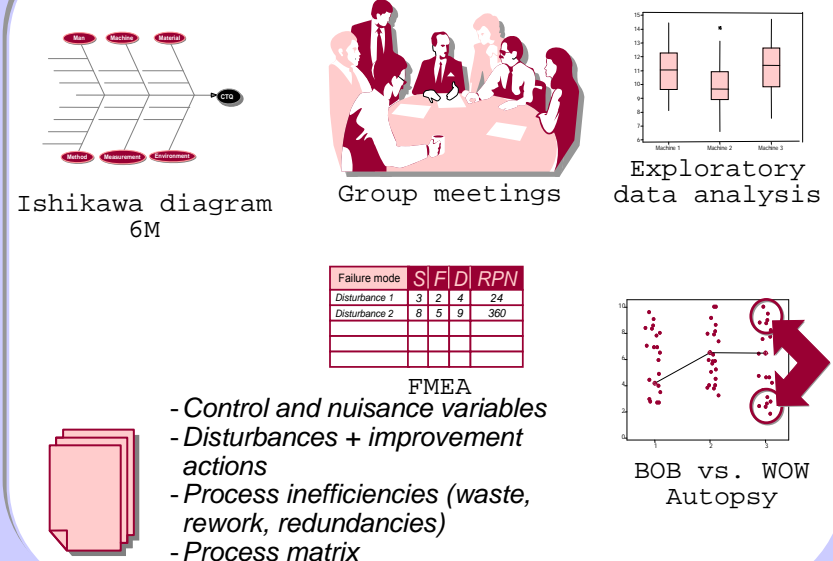 Man Machine Material
CTQ
Method Measurement Environment
Ishikawa diagram
6M
Group meetings
15
14
13
12
11
10
9
8
7
6
Machine 1 Machine 2 Machine 3
Exploratory
data analysis
Failure mode S F D RPN
Disturbance 1 3 2 4 24
Disturbance 2 8 5 9 360
FMEA
- Control and nuisance variables
- Disturbances + improvement
actions
- Process inefficiencies (waste,
rework, redundancies)
- Process matrix
10
8
6
4
2
0
1 2 3
BOB vs. WOW
Autopsy